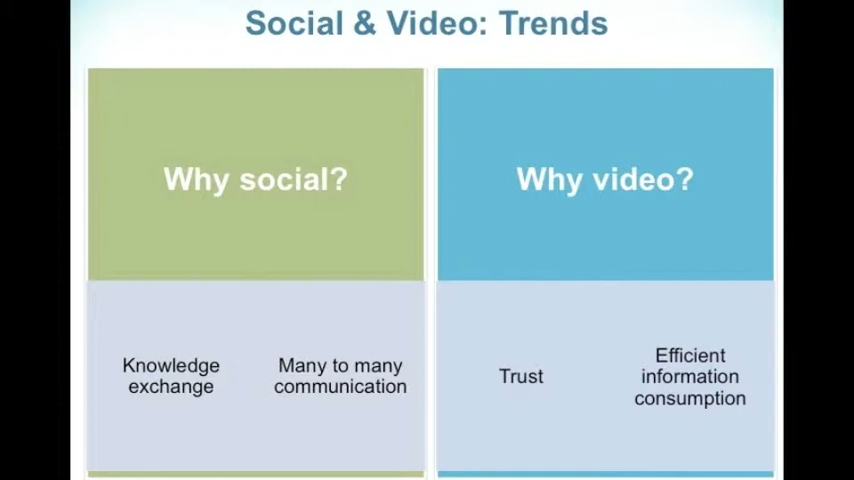 Social & Video: Trends
Why social?
Why video?
Knowledge
exchange
Many to many
communication
Trust
Efficient
information
consumption